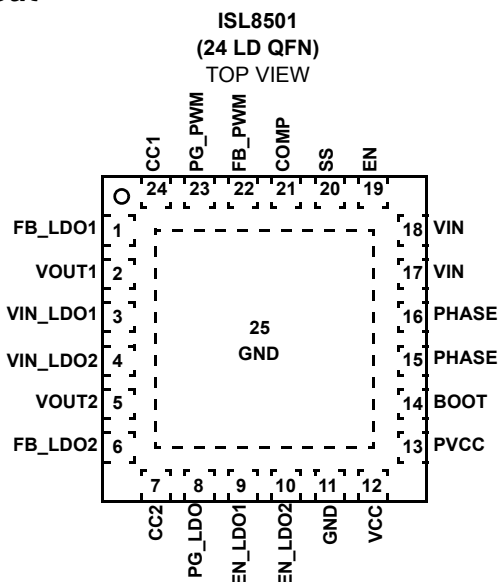 ISL8501
(24 LD QFN)
TOP VIEW
CC1
PG_PWM
FB_PWM
COMP
SS
EN
24 23 22 21 20 19
FB_LDO1 1
VOUT1 2
VIN_LDO1 3
VIN_LDO2 4
VOUT2 5
FB_LDO2 6
25
GND
18 VIN
17 VIN
16 PHASE
15 PHASE
14 BOOT
13 PVCC
7 8 9 10 11 12
CC2
PG_LDO
EN_LDO1
EN_LDO2
GND
VCC